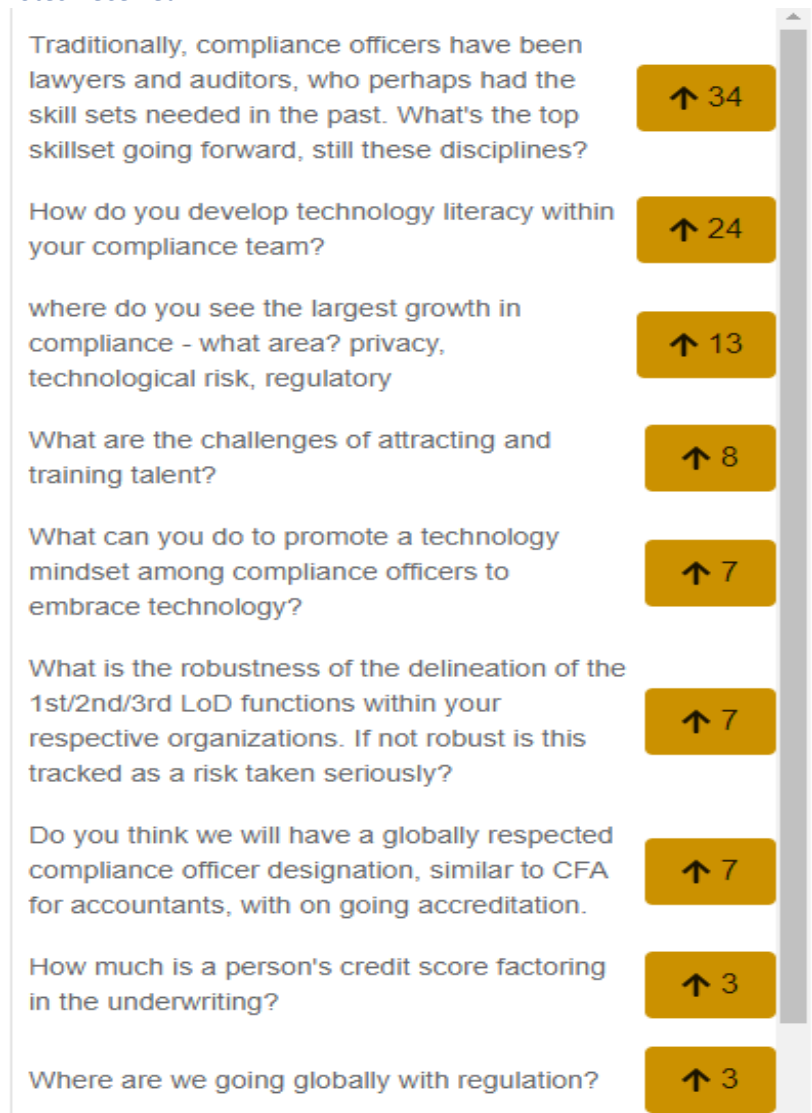 Traditionally, compliance officers have been
lawyers and auditors, who perhaps had the
skill sets needed in the past. What's the top
skillset going forward, still these disciplines?
↑ 34
How do you develop technology literacy within
your compliance team?
↑ 24
where do you see the largest growth in
compliance - what area? privacy,
technological risk, regulatory
↑ 13
What are the challenges of attracting and
training talent?
↑ 8
What can you do to promote a technology
mindset among compliance officers to
embrace technology?
↑ 7
What is the robustness of the delineation of the
1st/2nd/3rd LoD functions within your
respective organizations. If not robust is this
tracked as a risk taken seriously?
↑ 7
Do you think we will have a globally respected
compliance officer designation, similar to CFA
for accountants, with on going accreditation.
↑ 7
How much is a person's credit score factoring
in the underwriting?
↑ 3
Where are we going globally with regulation?
↑ 3